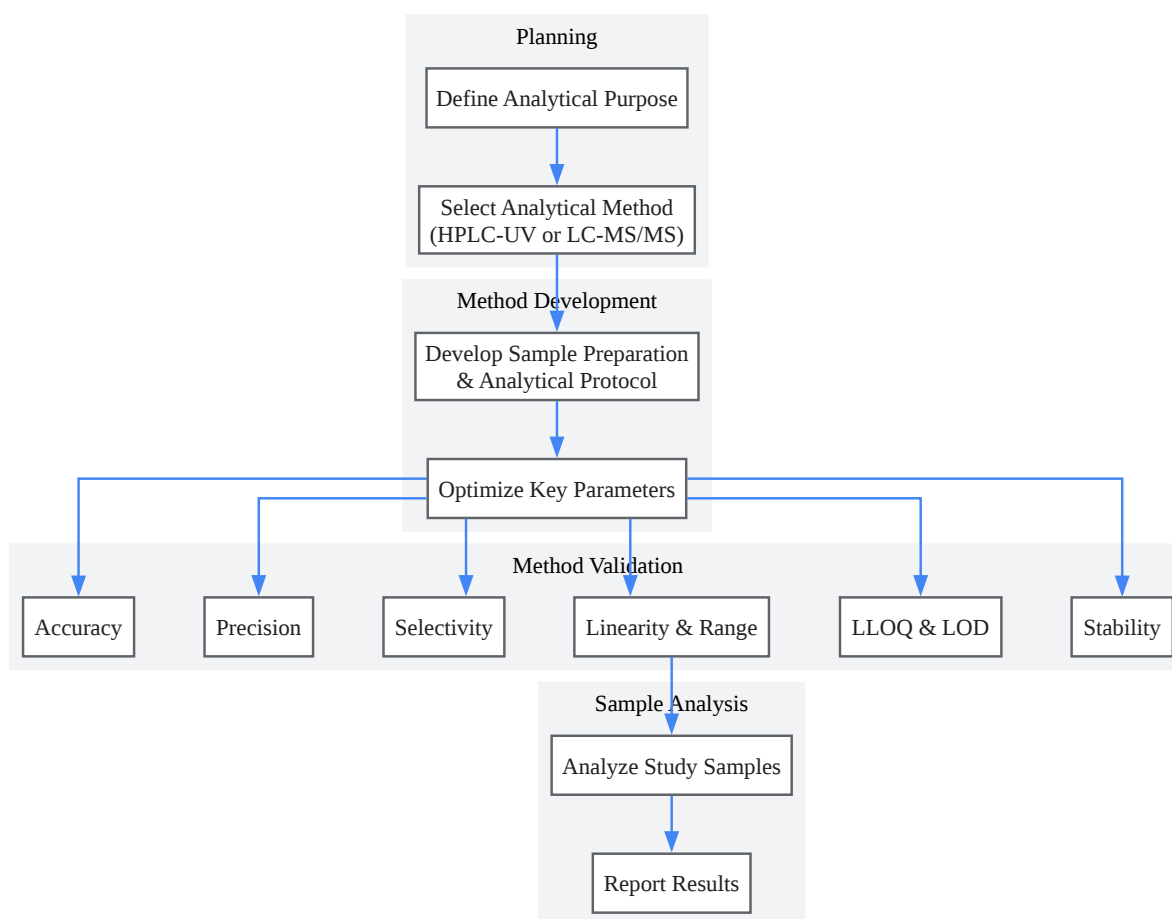 Planning
Define Analytical Purpose
Select Analytical Method
(HPLC-UV or LC-MS/MS)
Method Development
Develop Sample Preparation
& Analytical Protocol
Optimize Key Parameters
Method Validation
Accuracy
Precision
Selectivity
Linearity & Range
LLOQ & LOD
Stability
Sample Analysis
Analyze Study Samples
Report Results